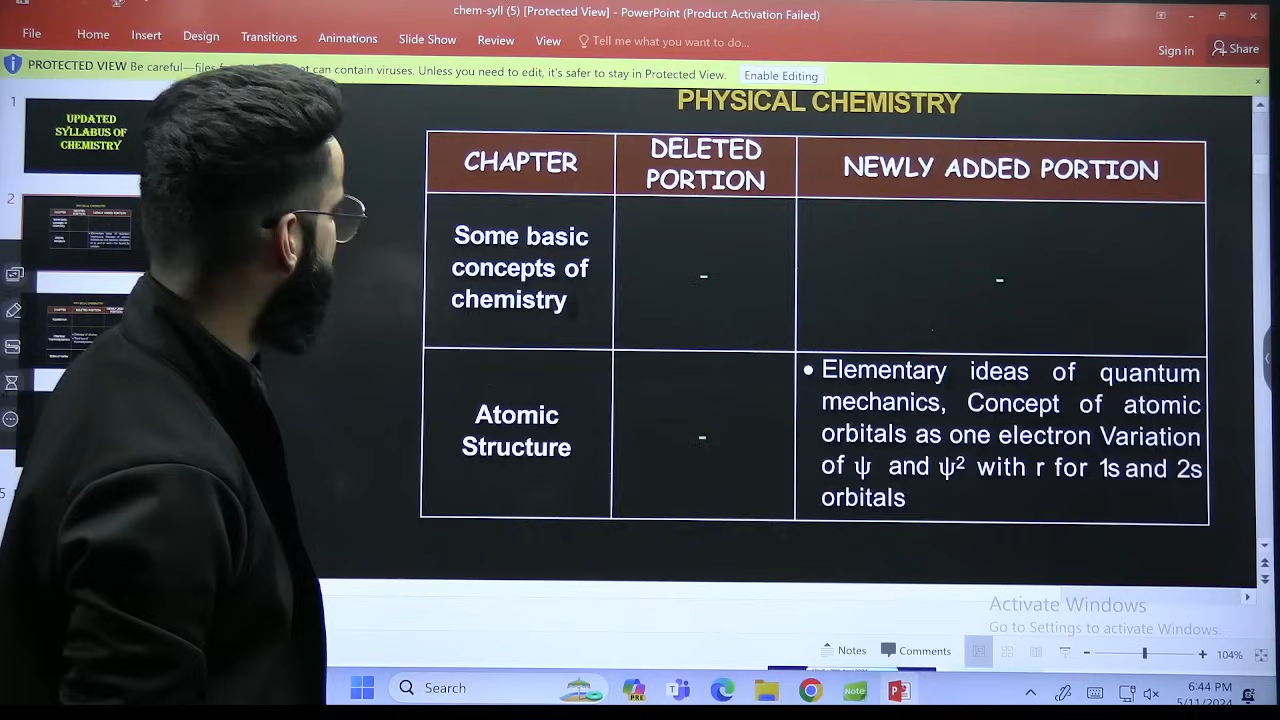 chem-syll (5) [Protected View] - PowerPoint (Product Activation Failed)
File Home Insert Design Transitions Animations Slide Show Review View Tell me what you want to do... Sign in Share
PROTECTED VIEW Be careful—files can contain viruses. Unless you need to edit, it's safer to stay in Protected View. Enable Editing
1
UPDATED
SYLLABUS OF
CHEMISTRY
2
PHYSICAL CHEMISTRY
CHAPTER
DELETED
PORTION
NEWLY ADDED PORTION
Some basic
concepts of
chemistry
-
-
Atomic
Structure
-
• Elementary ideas of quantum
mechanics, Concept of atomic
orbitals as one electron Variation
of ψ and ψ² with r for 1s and 2s
orbitals
Activate Windows
Go to Settings to activate Windows.
Notes Comments 104%
Search
PRE
Note
6:44 PM
5/11/2024